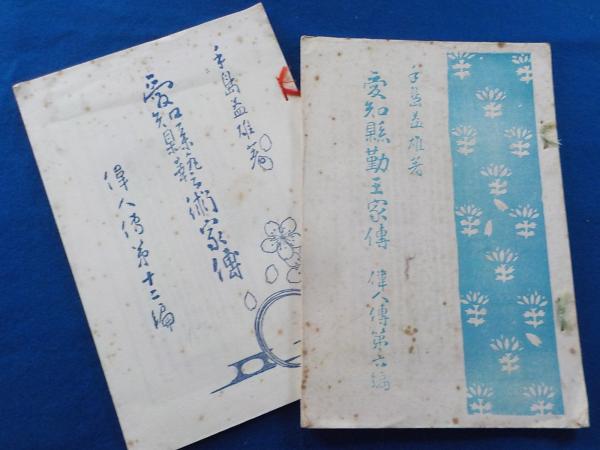 手島益雄著
愛知縣勤王家傳 偉人傳第六編
手島益雄著
愛知縣藝術家傳
偉人傳第十二編